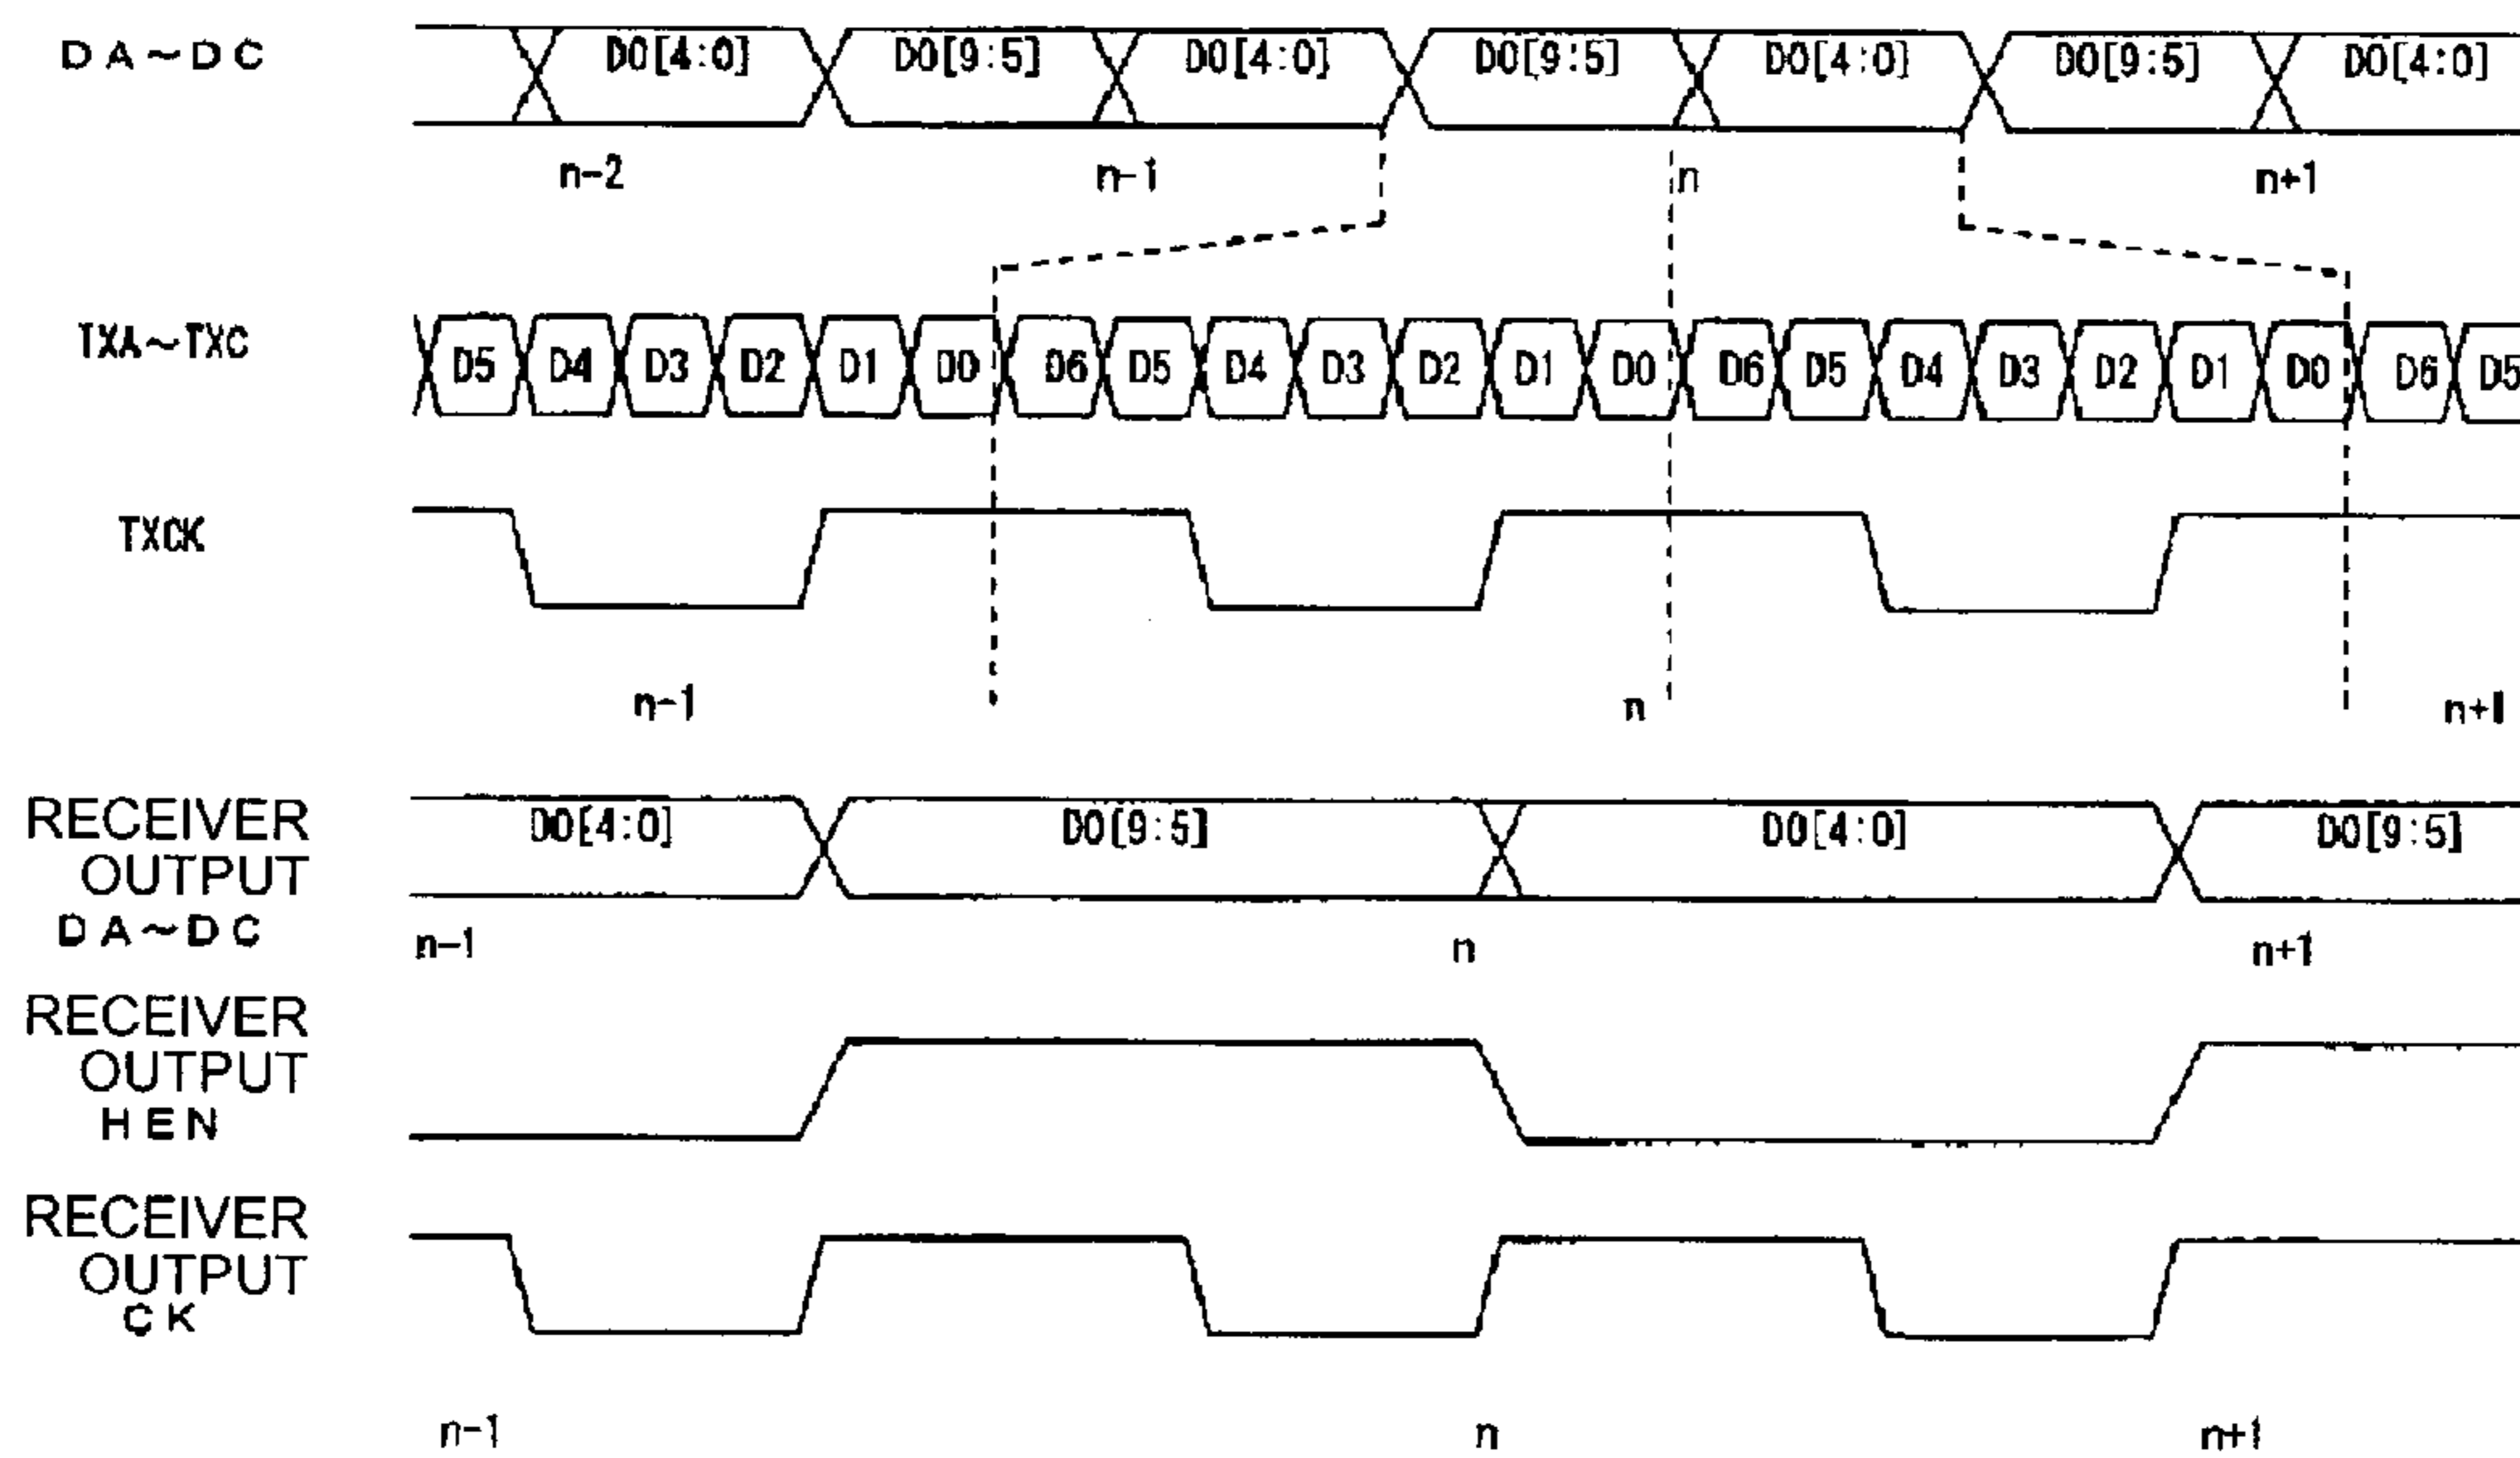 DA~DC
D0[4:0] D0[9:5] D0[4:0] D0[9:5] D0[4:0] D0[9:5] D0[4:0]
n-2 n-1 n n+1
TXA~TXC
D5 D4 D3 D2 D1 D0 D6 D5 D4 D3 D2 D1 D0 D6 D5 D4 D3 D2 D1 D0 D6 D5
TXCK
n-1 n n+1
RECEIVER
OUTPUT
DA~DC
D0[4:0] D0[9:5] D0[4:0] D0[9:5]
n-1 n n+1
RECEIVER
OUTPUT
HEN
RECEIVER
OUTPUT
CK
n-1 n n+1